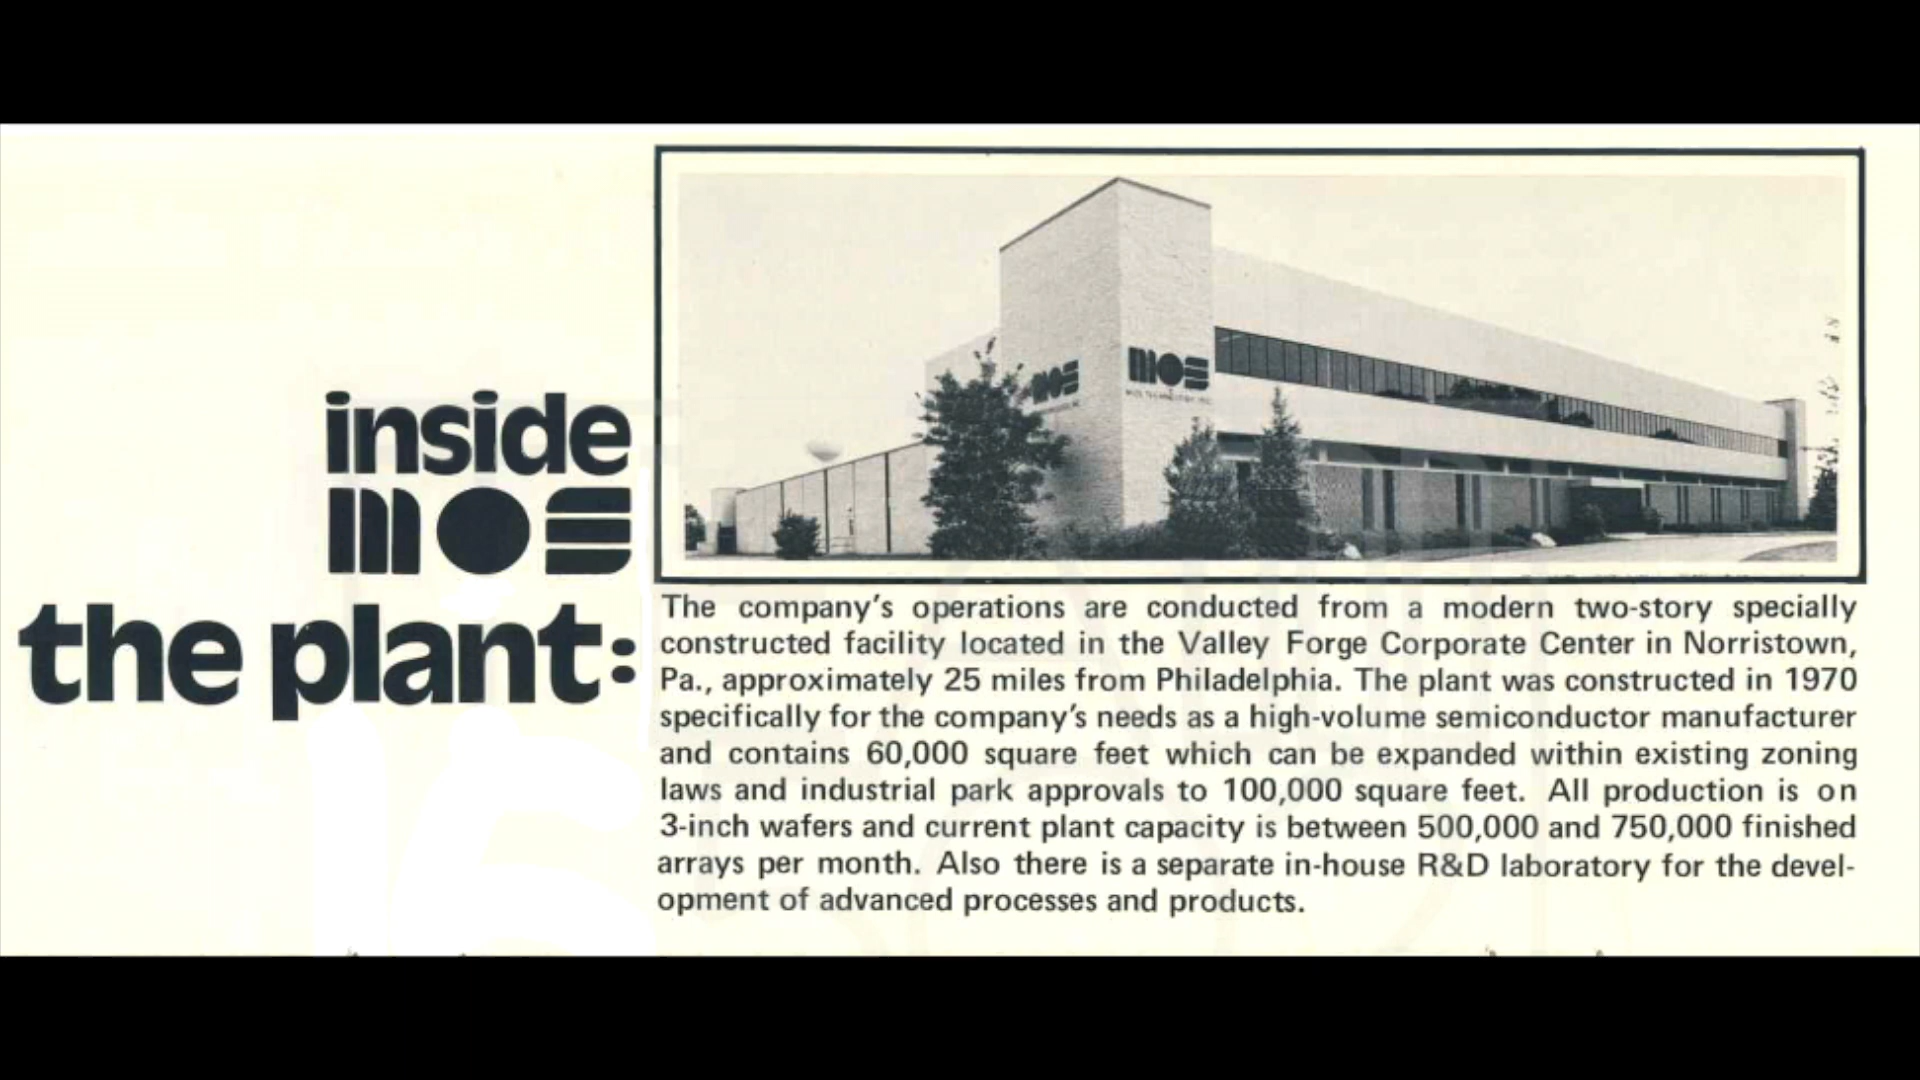 inside
mos
the plant:
mos
mos
MOS TECHNOLOGY, INC.
The company's operations are conducted from a modern two-story specially
constructed facility located in the Valley Forge Corporate Center in Norristown,
Pa., approximately 25 miles from Philadelphia. The plant was constructed in 1970
specifically for the company's needs as a high-volume semiconductor manufacturer
and contains 60,000 square feet which can be expanded within existing zoning
laws and industrial park approvals to 100,000 square feet. All production is on
3-inch wafers and current plant capacity is between 500,000 and 750,000 finished
arrays per month. Also there is a separate in-house R&D laboratory for the devel-
opment of advanced processes and products.